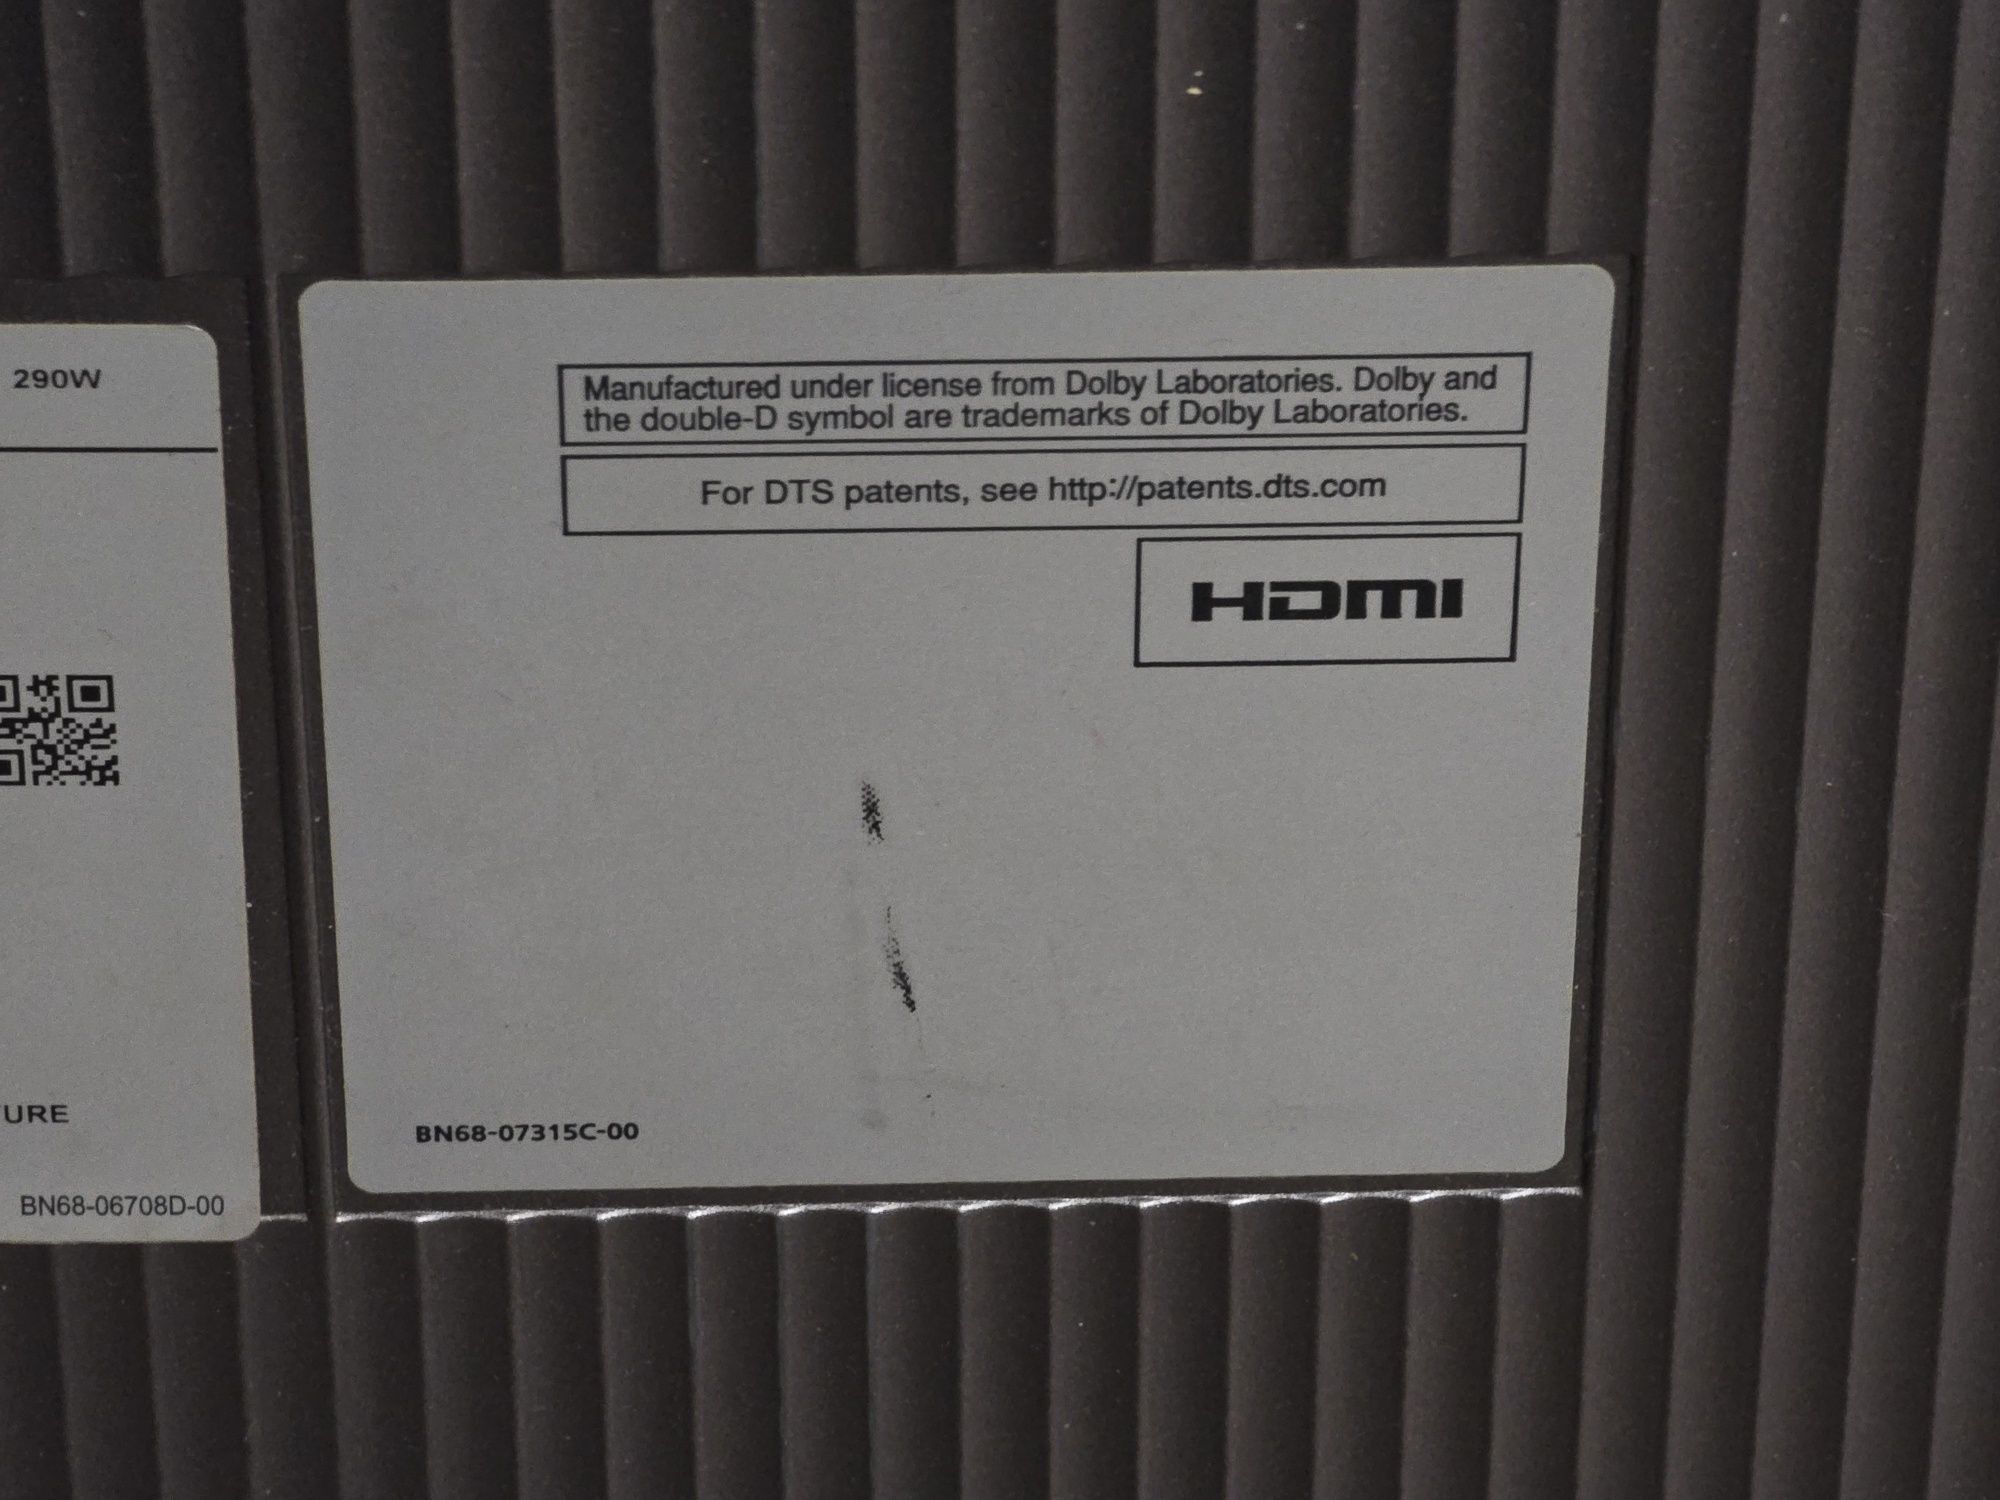 290W
URE
BN68-06708D-00
Manufactured under license from Dolby Laboratories. Dolby and
the double-D symbol are trademarks of Dolby Laboratories.
For DTS patents, see http://patents.dts.com
HDMI
BN68-07315C-00